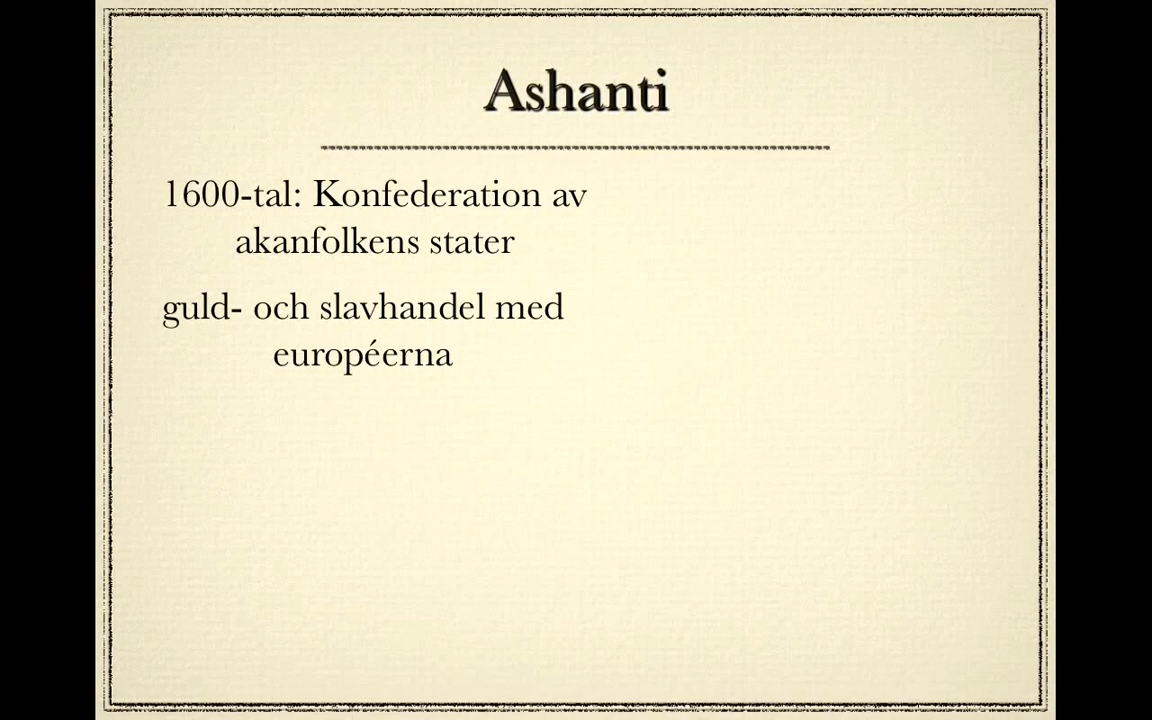 Ashanti
1600-tal: Konfederation av
akanfolkens stater
guld- och slavhandel med
européerna